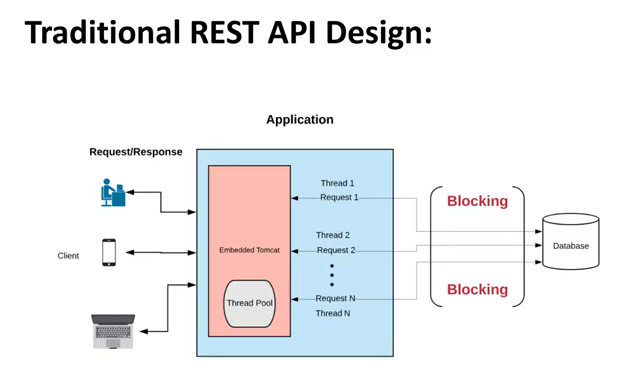 Traditional REST API Design:
Application
Request/Response
Client
Embedded Tomcat
Thread Pool
Thread 1
Request 1
Thread 2
Request 2
Request N
Thread N
Blocking
Blocking
Database